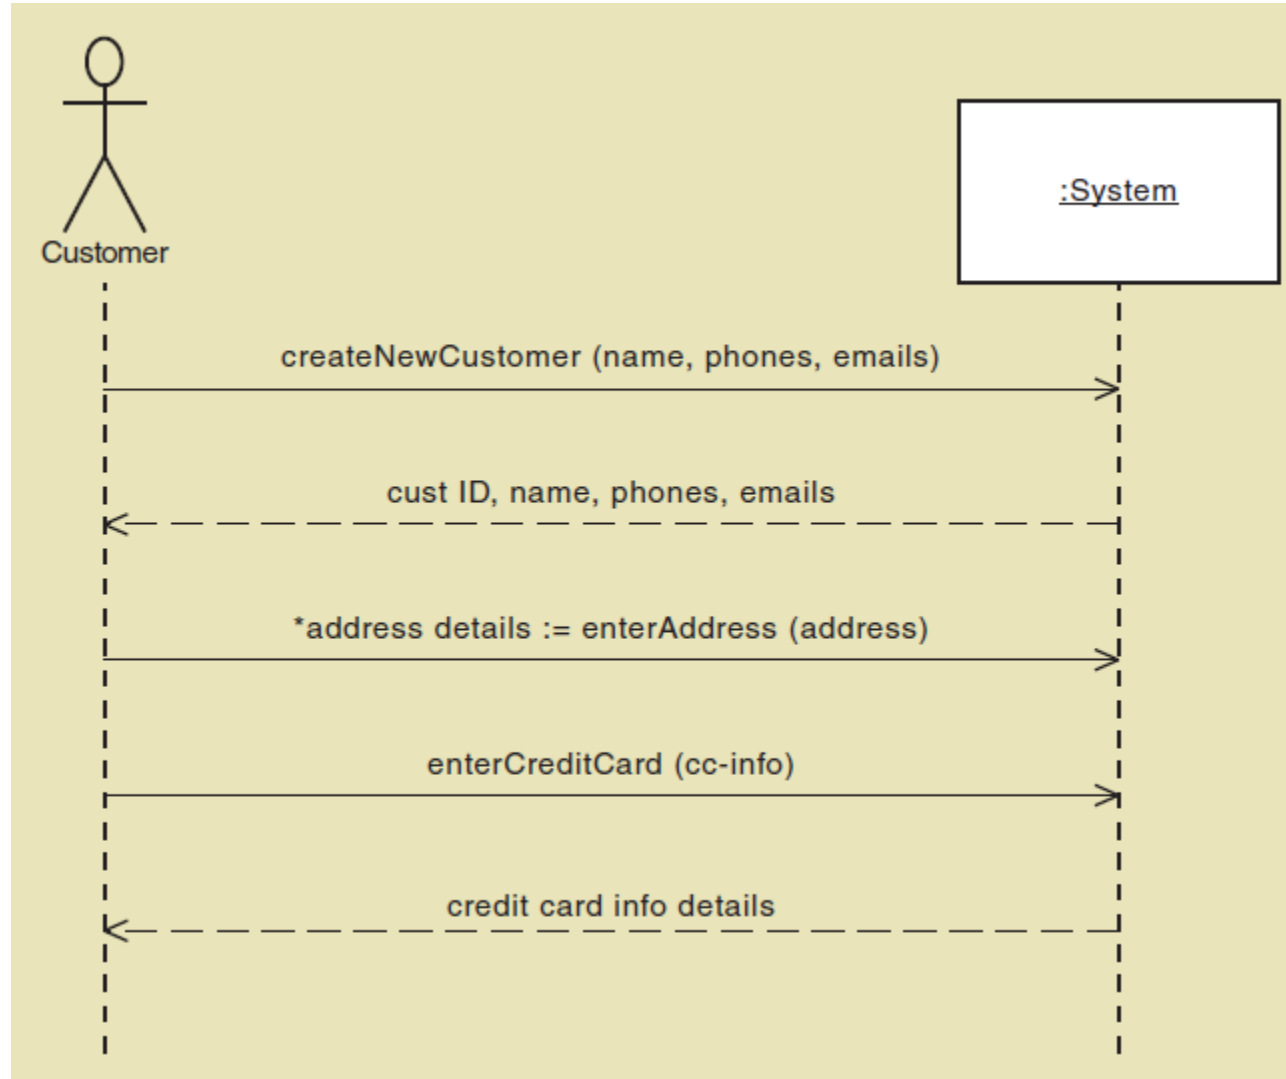 :System
Customer
createNewCustomer (name, phones, emails)
cust ID, name, phones, emails
*address details := enterAddress (address)
enterCreditCard (cc-info)
credit card info details